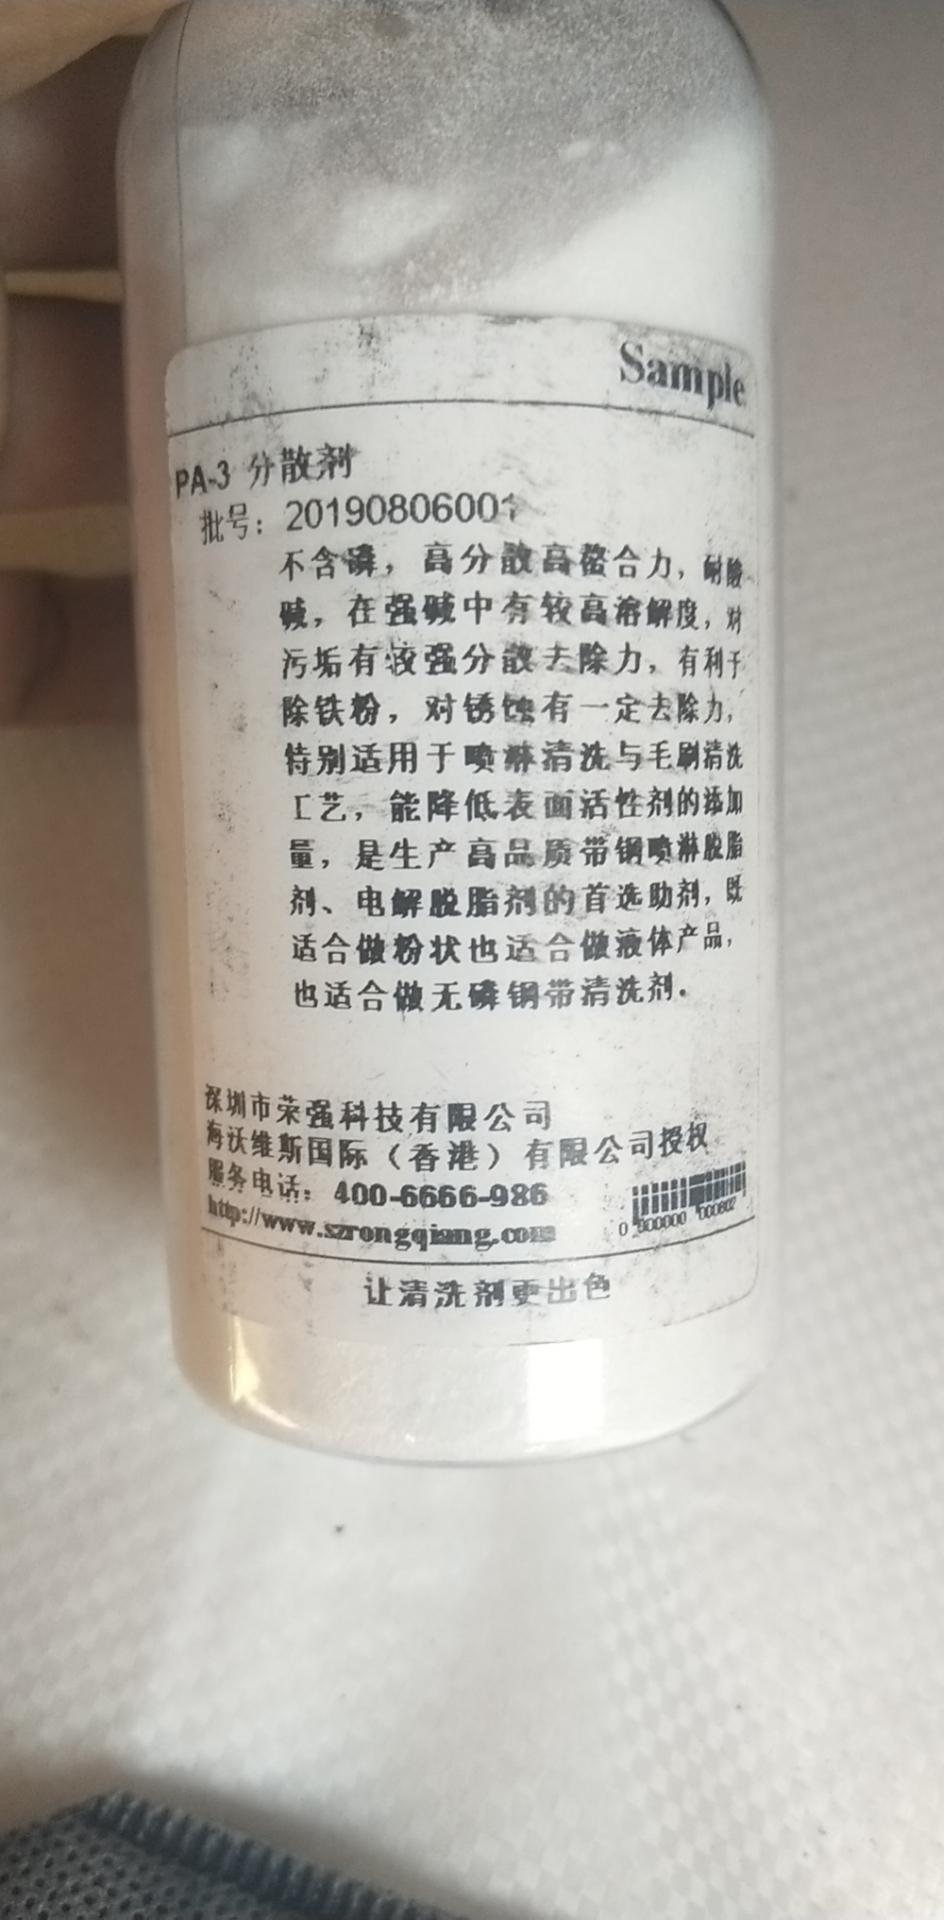 Sample
PA-3 分散剂
批号：20190806001
不含磷，高分散高螯合力，耐酸
碱，在强碱中有较高溶解度，对
污垢有较强分散去除力，有利于
除铁粉，对锈蚀有一定去除力，
特别适用于喷淋清洗与毛刷清洗
工艺，能降低表面活性剂的添加
量，是生产高品质带钢喷淋脱脂
剂、电解脱脂剂的首选助剂，既
适合做粉状也适合做液体产品，
也适合做无磷钢带清洗剂。
深圳市荣强科技有限公司
海沃维斯国际（香港）有限公司授权
服务电话：400-6666-986
http://www.szrongqiang.com
0 000000 000802
让清洗剂更出色